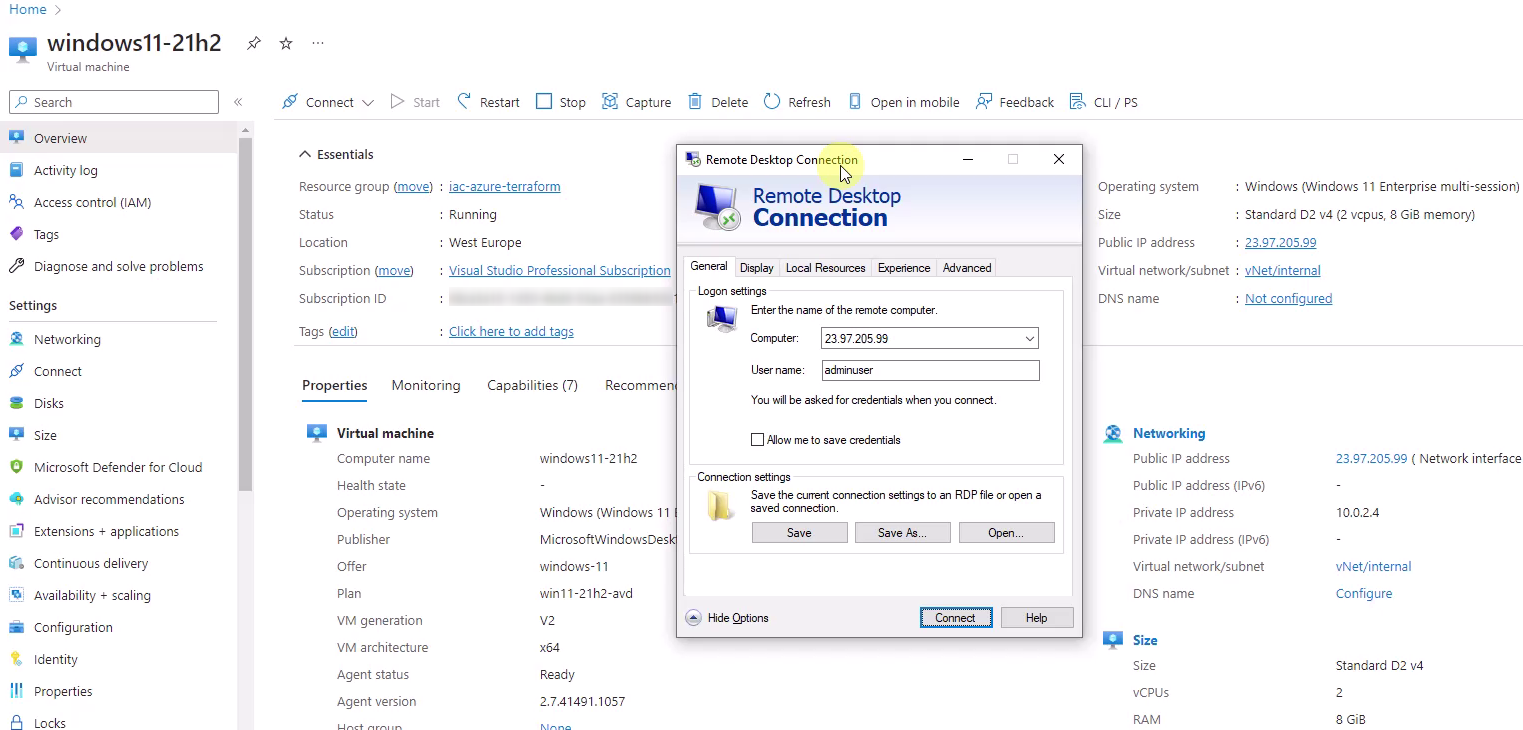 Home >
windows11-21h2 ...
Virtual machine
Search «
Connect Start Restart Stop Capture Delete Refresh Open in mobile Feedback CLI / PS
Overview
Activity log
Access control (IAM)
Tags
Diagnose and solve problems
Settings
Networking
Connect
Disks
Size
Microsoft Defender for Cloud
Advisor recommendations
Extensions + applications
Continuous delivery
Availability + scaling
Configuration
Identity
Properties
Locks
Essentials
Resource group (move) : iac-azure-terraform
Status : Running
Location : West Europe
Subscription (move) : Visual Studio Professional Subscription
Subscription ID :
Tags (edit) : Click here to add tags
Operating system : Windows (Windows 11 Enterprise multi-session)
Size : Standard D2 v4 (2 vcpus, 8 GiB memory)
Public IP address : 23.97.205.99
Virtual network/subnet : vNet/internal
DNS name : Not configured
Properties Monitoring Capabilities (7) Recommen
Virtual machine
Computer name windows11-21h2
Health state -
Operating system Windows (Windows 11 E
Publisher MicrosoftWindowsDesk
Offer windows-11
Plan win11-21h2-avd
VM generation V2
VM architecture x64
Agent status Ready
Agent version 2.7.41491.1057
Host group None
Networking
Public IP address 23.97.205.99 ( Network interface
Public IP address (IPv6) -
Private IP address 10.0.2.4
Private IP address (IPv6) -
Virtual network/subnet vNet/internal
DNS name Configure
Size
Size Standard D2 v4
vCPUs 2
RAM 8 GiB
Remote Desktop Connection
Remote Desktop
Connection
General Display Local Resources Experience Advanced
Logon settings
Enter the name of the remote computer.
Computer: 23.97.205.99
User name: adminuser
You will be asked for credentials when you connect.
Allow me to save credentials
Connection settings
Save the current connection settings to an RDP file or open a
saved connection.
Save Save As... Open...
Hide Options Connect Help